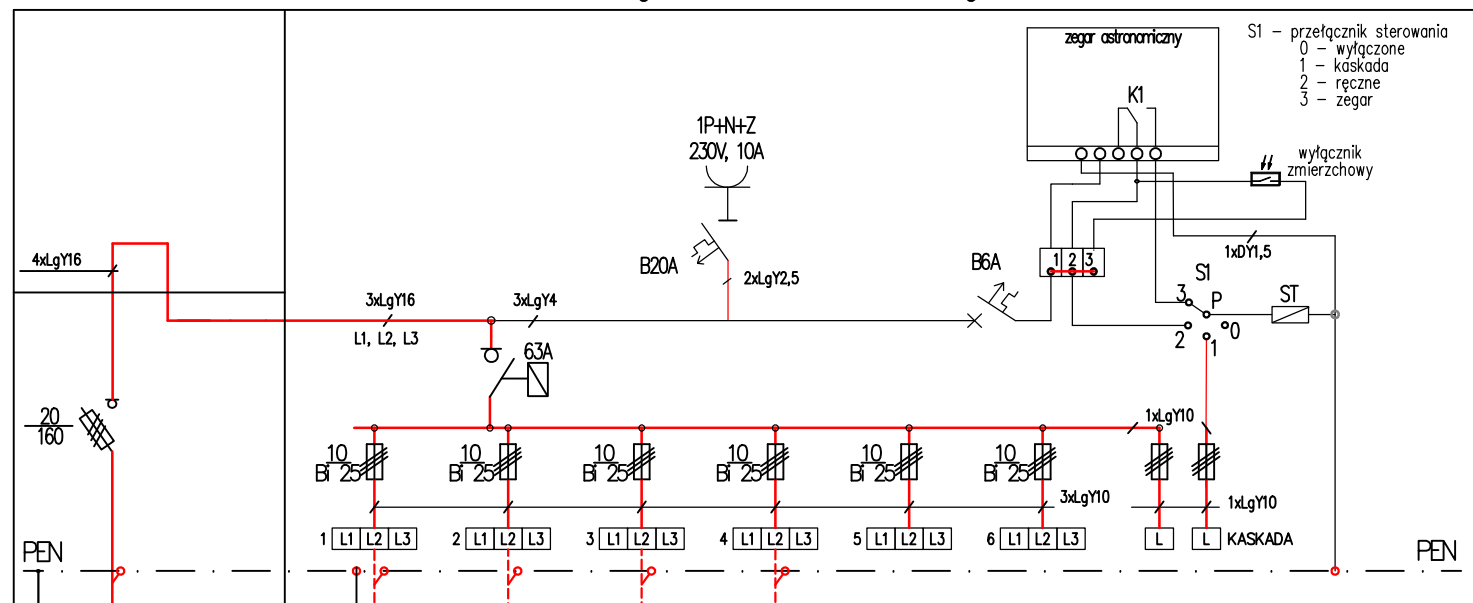 zegar astronomiczny
S1 – przełącznik sterowania
0 – wyłączone
1 – kaskada
2 – ręczne
3 – zegar
K1
1P+N+Z
230V, 10A
wyłącznik
zmierzchowy
4xLgY16
B20A
2xLgY2,5
B6A
1 2 3
1xDY1,5
S1
3 P
ST
2
0
1
3xLgY16
3xLgY4
L1, L2, L3
63A
20
160
1xLgY10
10
Bi 25
10
Bi 25
10
Bi 25
10
Bi 25
10
Bi 25
10
Bi 25
3xLgY10
1xLgY10
1 L1 L2 L3
2 L1 L2 L3
3 L1 L2 L3
4 L1 L2 L3
5 L1 L2 L3
6 L1 L2 L3
L
L KASKADA
PEN
PEN